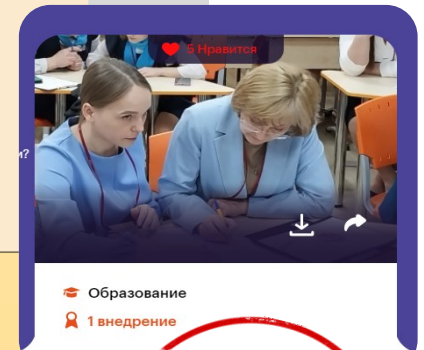 5 Нравится
и?
Образование
1 внедрение